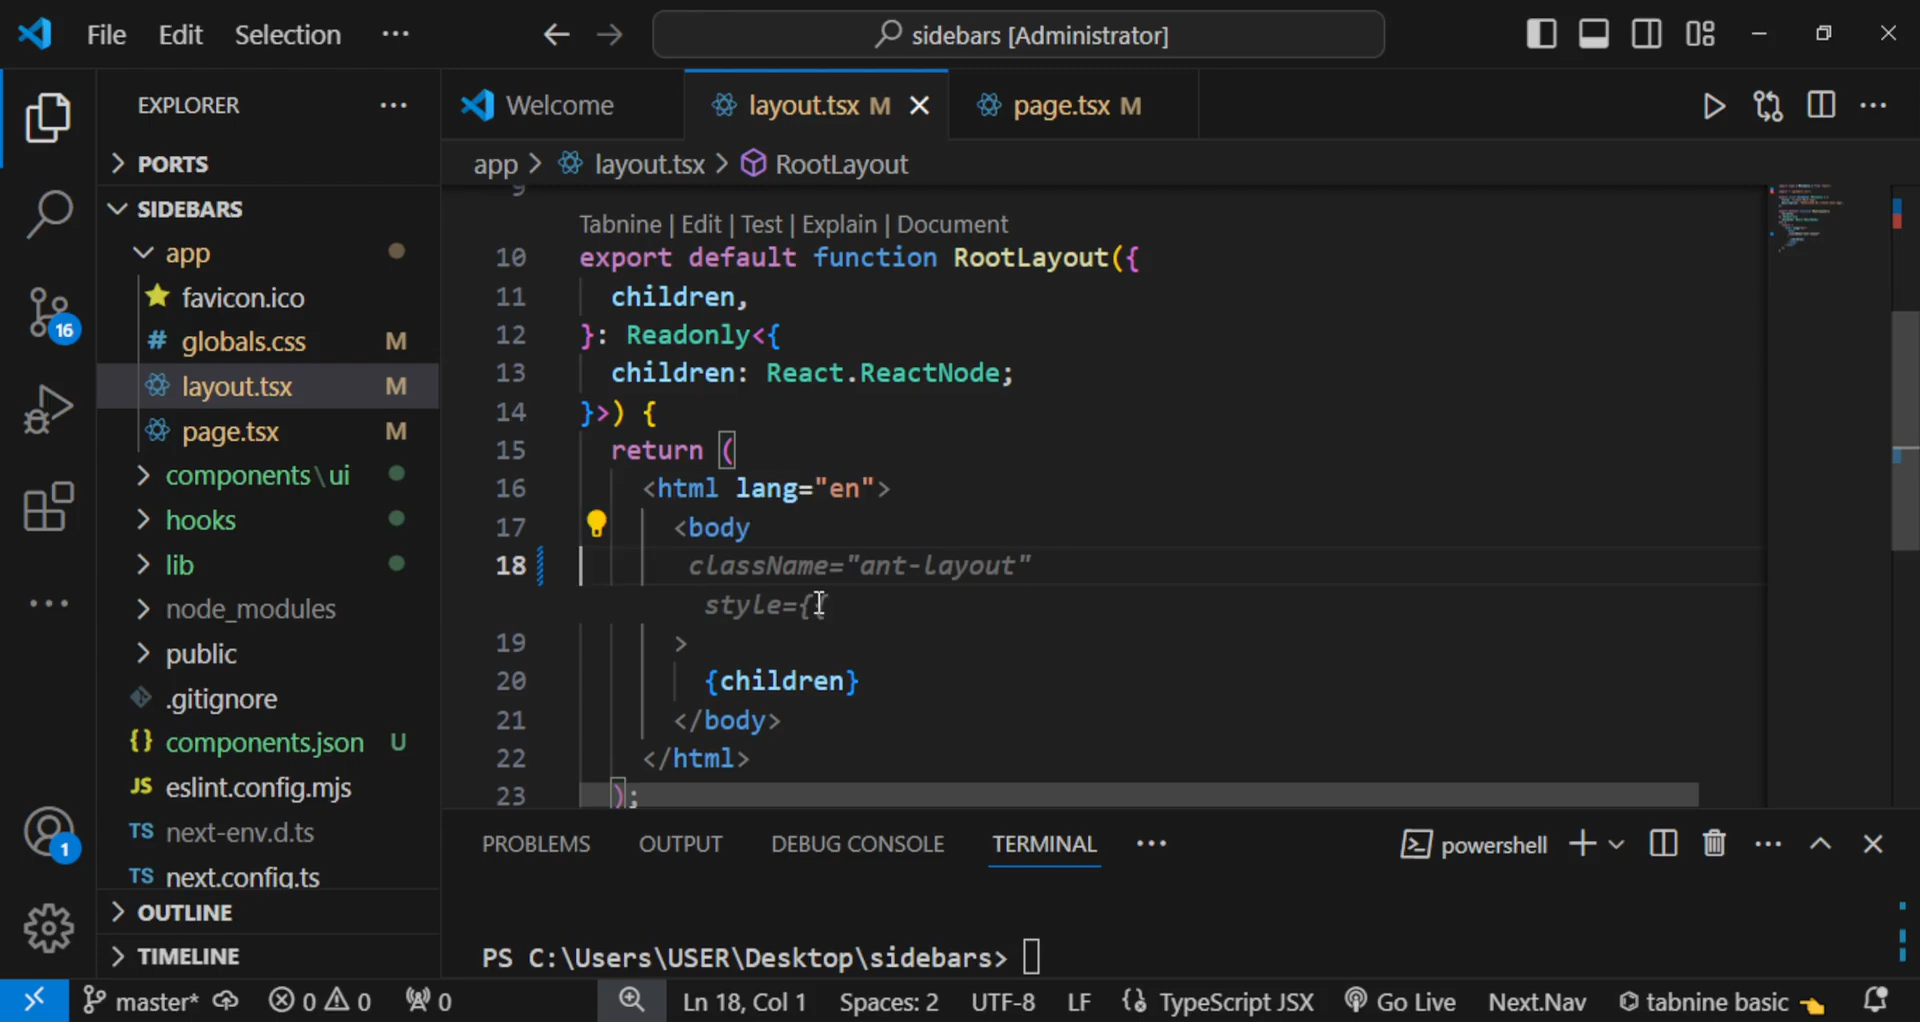 File Edit Selection ··· sidebars [Administrator]
EXPLORER ···
PORTS
SIDEBARS
app
favicon.ico
# globals.css M
layout.tsx M
page.tsx M
components\ui
hooks
lib
node_modules
public
.gitignore
{} components.json U
JS eslint.config.mjs
TS next-env.d.ts
TS next.config.ts
OUTLINE
TIMELINE
16
1
Welcome layout.tsx M page.tsx M
app > layout.tsx > RootLayout
9
Tabnine | Edit | Test | Explain | Document
10 export default function RootLayout({
11 children,
12 }: Readonly<{
13 children: React.ReactNode;
14 }>) {
15 return (
16 <html lang="en">
17 <body
18 className="ant-layout"
style={{
19 >
20 {children}
21 </body>
22 </html>
23 );
PROBLEMS OUTPUT DEBUG CONSOLE TERMINAL ··· powershell
PS C:\Users\USER\Desktop\sidebars>
master* 0 0 0 Ln 18, Col 1 Spaces: 2 UTF-8 LF {} TypeScript JSX Go Live Next.Nav tabnine basic